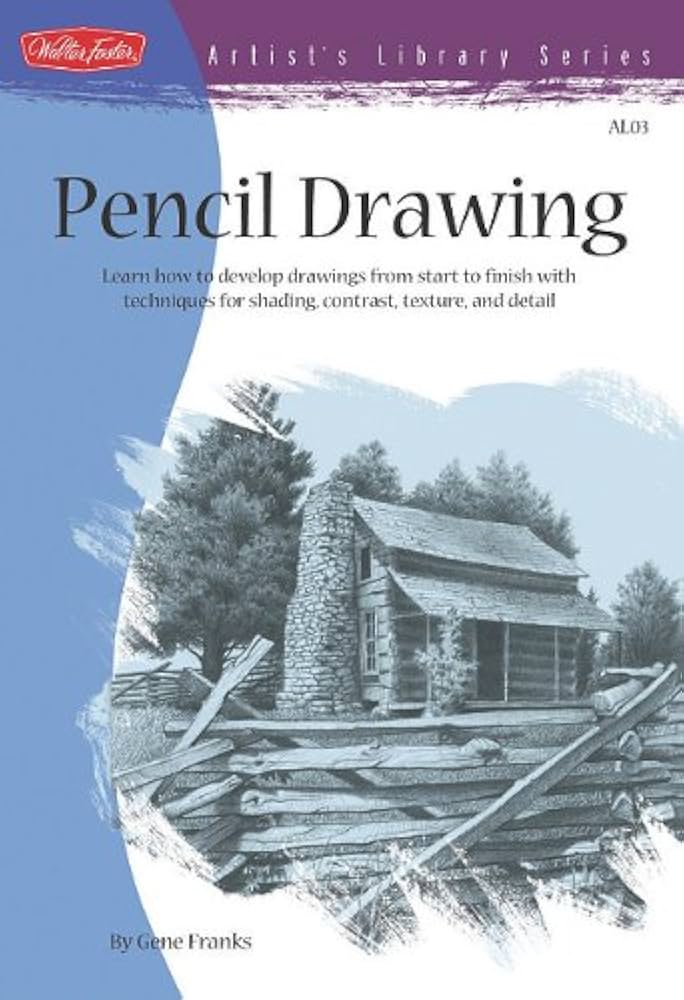 Walter Foster
Artist's Library Series
AL03
Pencil Drawing
Learn how to develop drawings from start to finish with
techniques for shading, contrast, texture, and detail
By Gene Franks